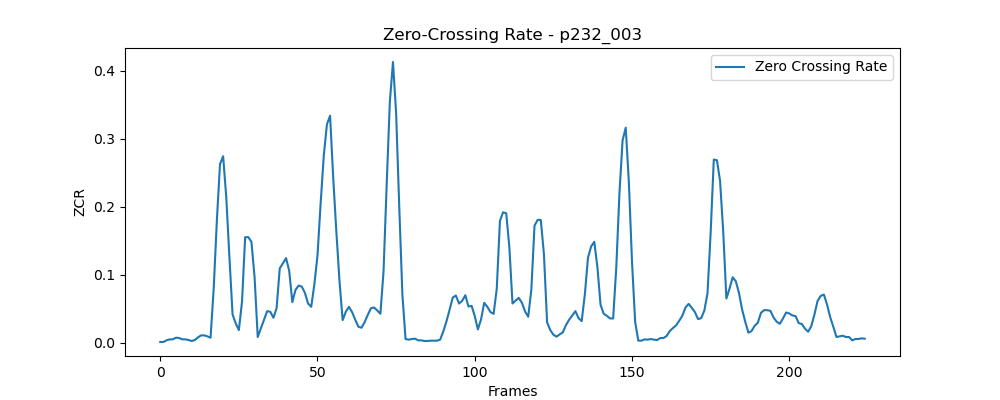 Zero-Crossing Rate - p232_003
Zero Crossing Rate
ZCR
0.4
0.3
0.2
0.1
0.0
0 50 100 150 200
Frames